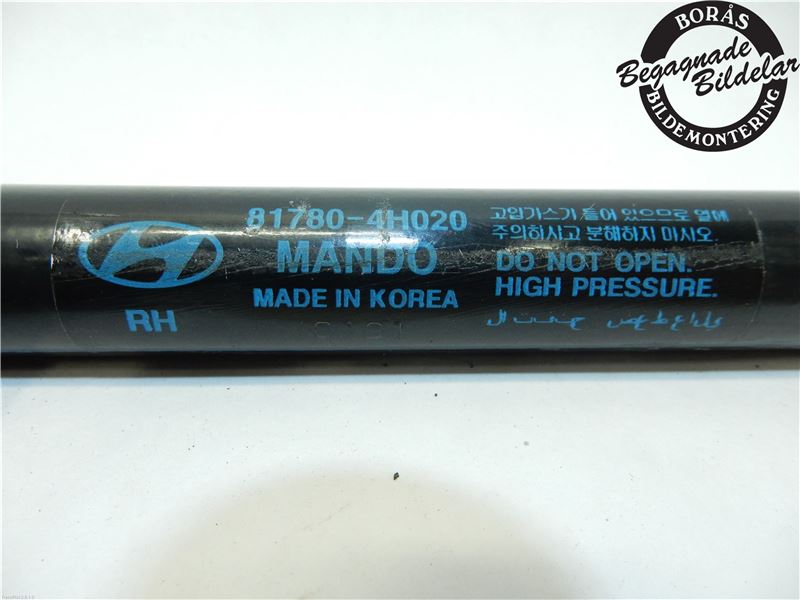 BORÅS
Begagnade
Bildelar
BILDEMONTERING
81780-4H020
MANDO
MADE IN KOREA
RH
고압가스가 들어 있으므로 열에
주의하시고 분해하지 마시오.
DO NOT OPEN.
HIGH PRESSURE.